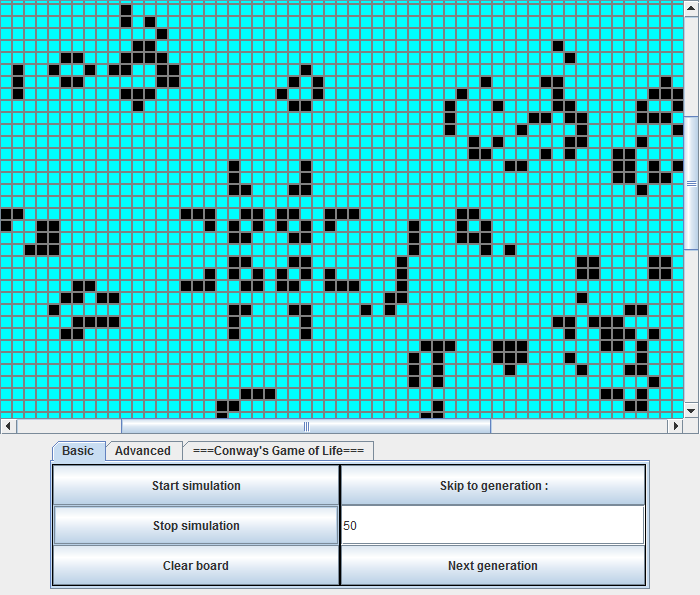 Basic Advanced ===Conway's Game of Life===
Start simulation Skip to generation :
Stop simulation 50
Clear board Next generation